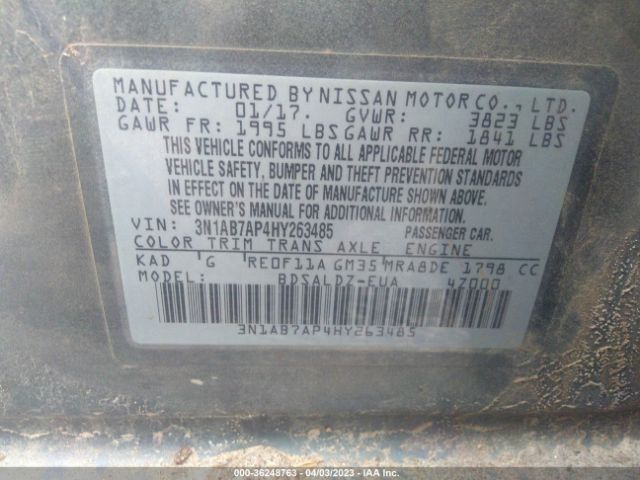 MANUFACTURED BY NISSAN MOTOR CO., LTD.
DATE: 01/17. GVWR: 3823 LBS
GAWR FR: 1995 LBS GAWR RR: 1841 LBS
THIS VEHICLE CONFORMS TO ALL APPLICABLE FEDERAL MOTOR
VEHICLE SAFETY, BUMPER AND THEFT PREVENTION STANDARDS
IN EFFECT ON THE DATE OF MANUFACTURE SHOWN ABOVE.
SEE OWNER'S MANUAL FOR ADDITIONAL INFORMATION.
VIN: 3N1AB7AP4HY263485 PASSENGER CAR.
COLOR TRIM TRANS AXLE ENGINE
KAD G RE0F11A GM35 MRA8DE 1798 CC
MODEL: BDSALDZ-EUA 4Z000
3N1AB7AP4HY263485
000-36248763 - 04/03/2023 - IAA Inc.